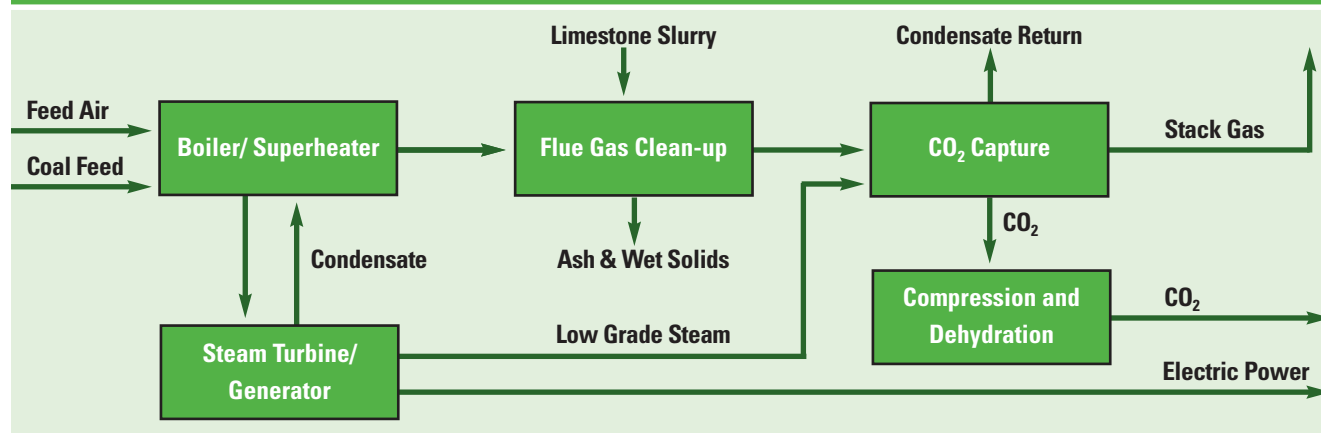 Limestone Slurry
Condensate Return
Feed Air
Stack Gas
Boiler/ Superheater
Flue Gas Clean-up
CO₂ Capture
Coal Feed
CO₂
Condensate
Ash & Wet Solids
Compression and
Dehydration
CO₂
Low Grade Steam
Steam Turbine/
Generator
Electric Power